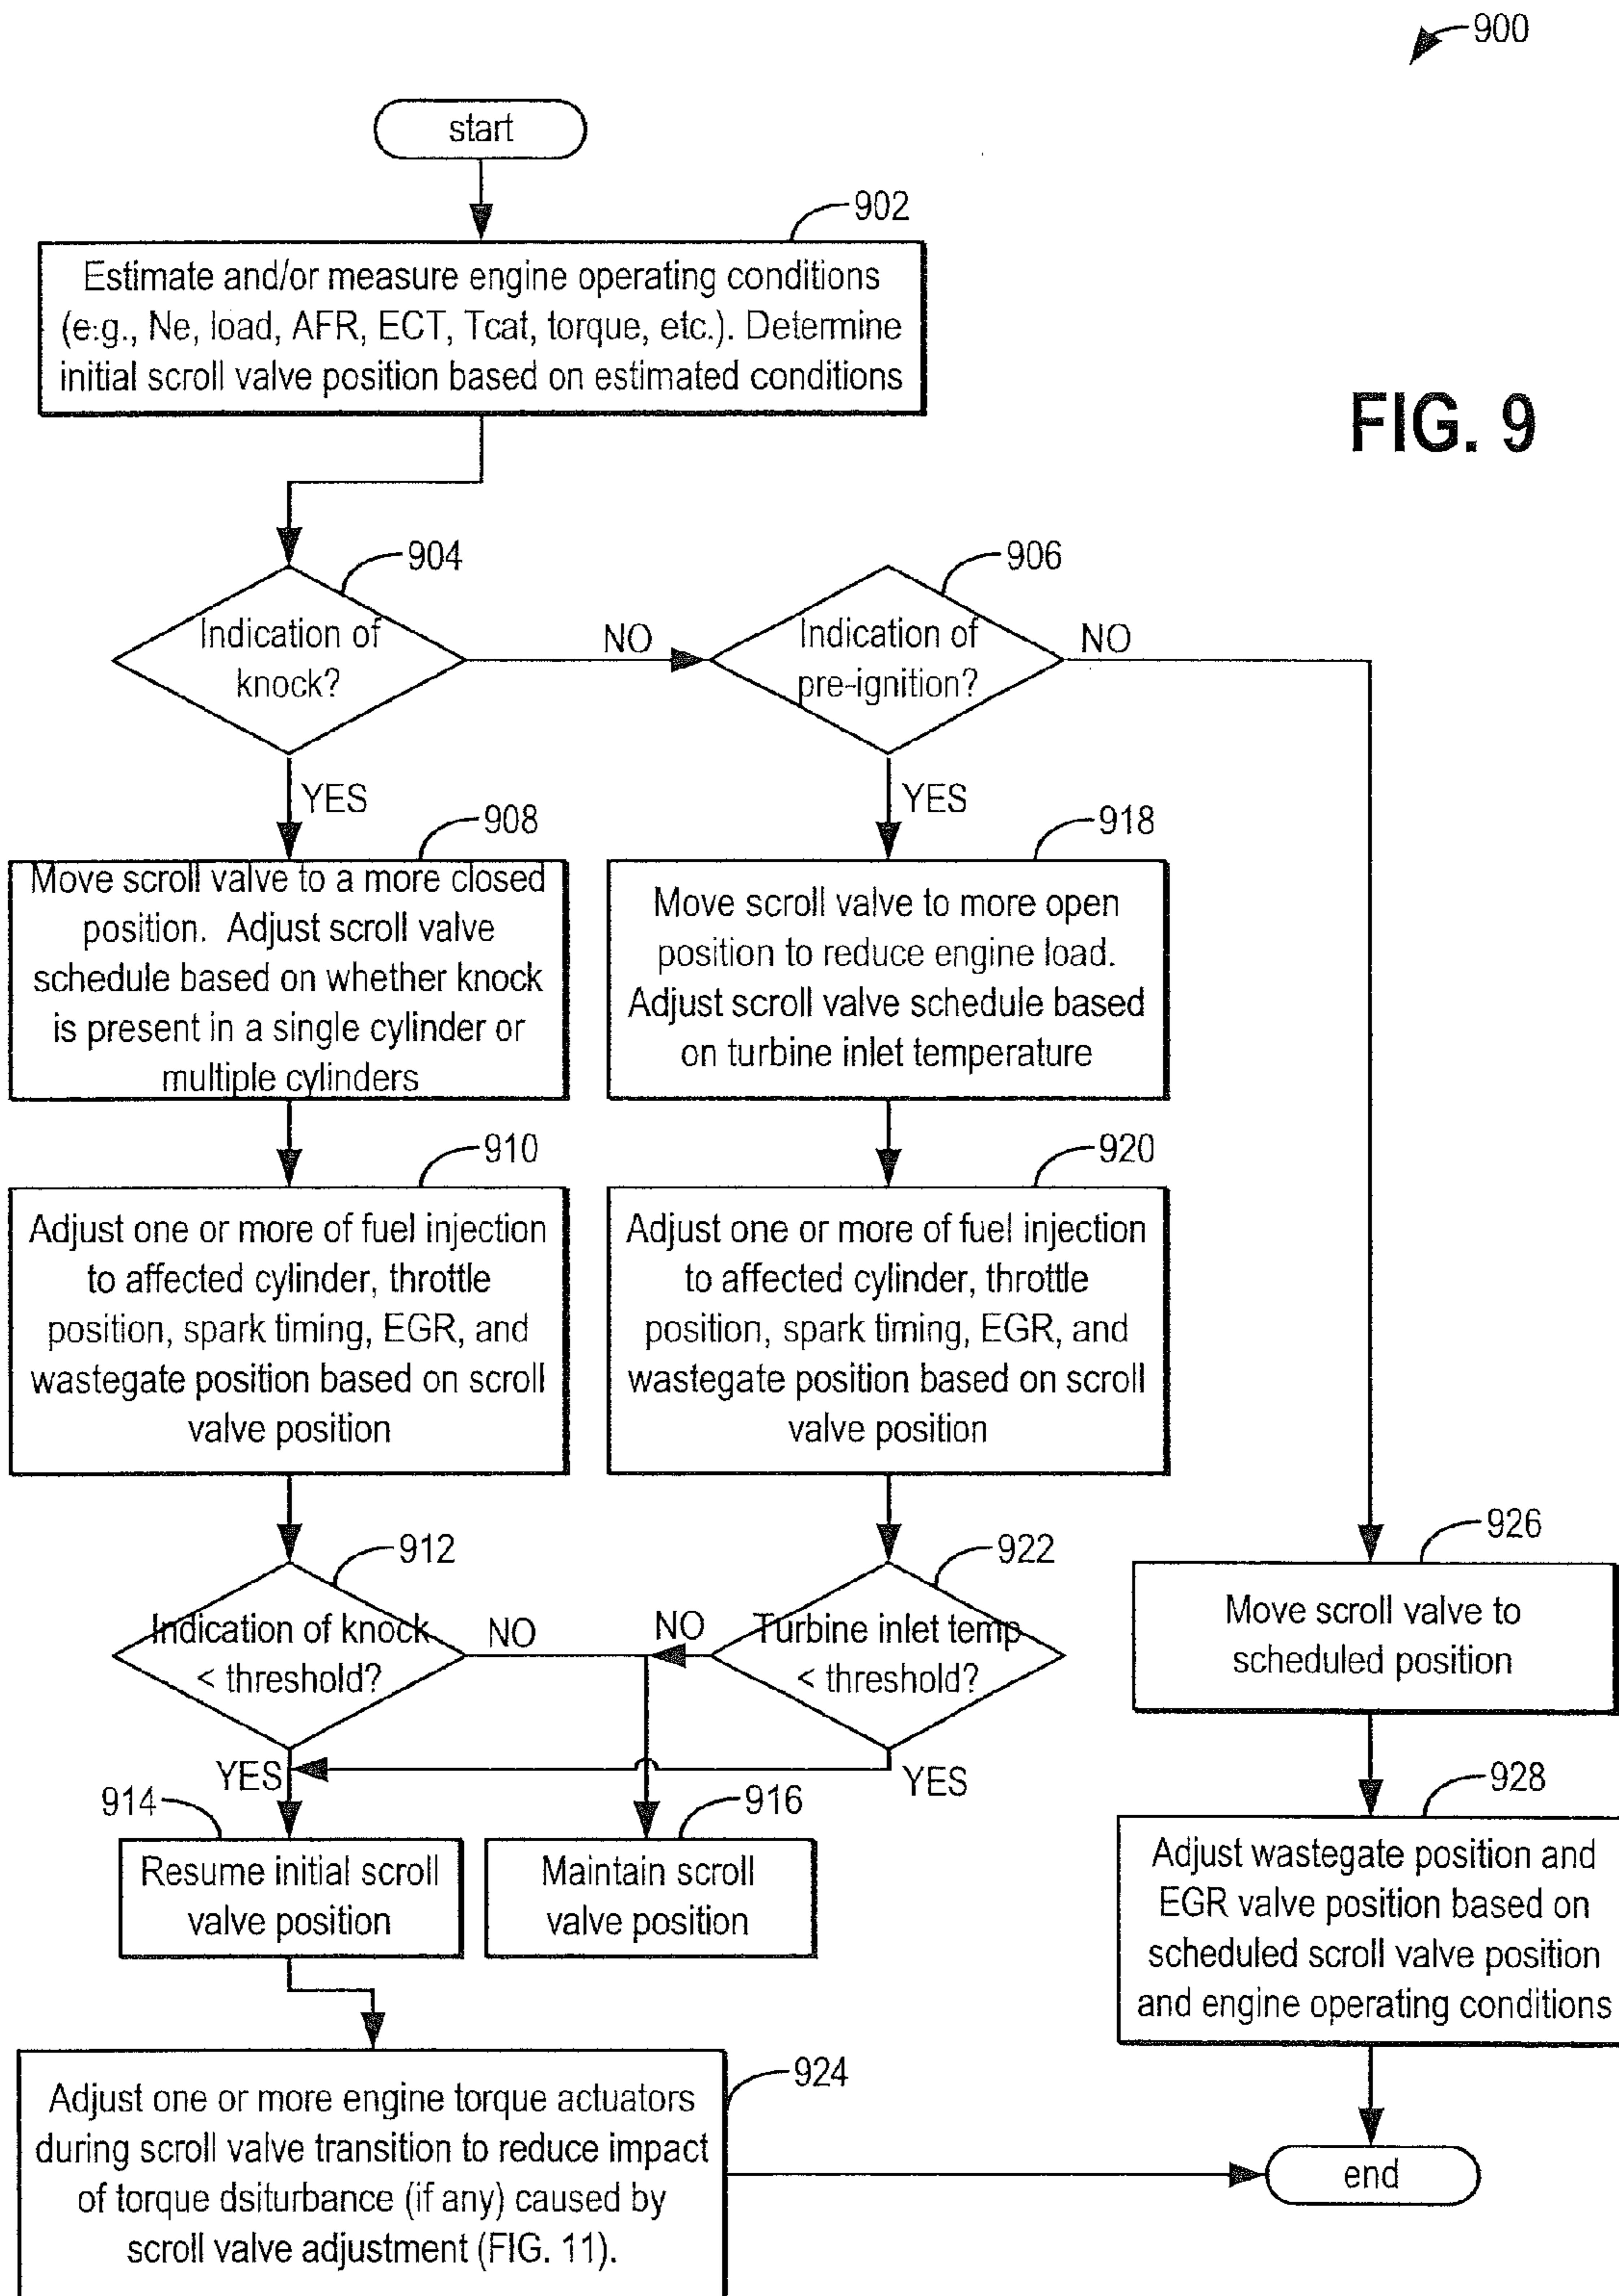 900
start
902
Estimate and/or measure engine operating conditions
(e.g., Ne, load, AFR, ECT, Tcat, torque, etc.). Determine
initial scroll valve position based on estimated conditions
FIG. 9
904
Indication of
knock?
NO
906
Indication of
pre-ignition?
NO
YES
YES
908
Move scroll valve to a more closed
position. Adjust scroll valve
schedule based on whether knock
is present in a single cylinder or
multiple cylinders
918
Move scroll valve to more open
position to reduce engine load.
Adjust scroll valve schedule based
on turbine inlet temperature
910
Adjust one or more of fuel injection
to affected cylinder, throttle
position, spark timing, EGR, and
wastegate position based on scroll
valve position
920
Adjust one or more of fuel injection
to affected cylinder, throttle
position, spark timing, EGR, and
wastegate position based on scroll
valve position
912
Indication of knock
< threshold?
NO
922
Turbine inlet temp
< threshold?
NO
YES
YES
926
Move scroll valve to
scheduled position
914
Resume initial scroll
valve position
916
Maintain scroll
valve position
928
Adjust wastegate position and
EGR valve position based on
scheduled scroll valve position
and engine operating conditions
924
Adjust one or more engine torque actuators
during scroll valve transition to reduce impact
of torque dsiturbance (if any) caused by
scroll valve adjustment (FIG. 11).
end